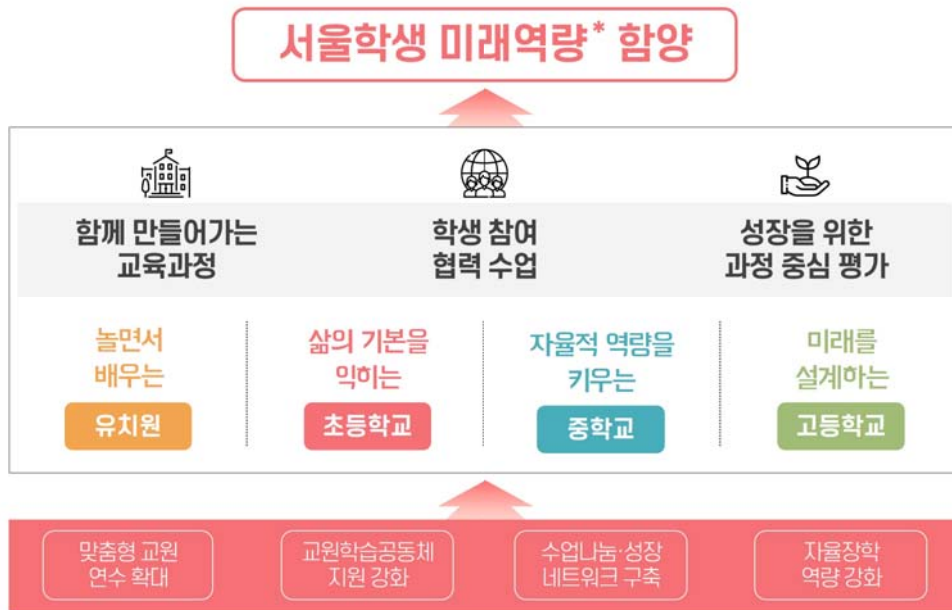 서울학생 미래역량* 함양
함께 만들어가는
교육과정
학생 참여
협력 수업
성장을 위한
과정 중심 평가
놀면서
배우는
유치원
삶의 기본을
익히는
초등학교
자율적 역량을
키우는
중학교
미래를
설계하는
고등학교
맞춤형 교원
연수 확대
교원학습공동체
지원 강화
수업나눔·성장
네트워크 구축
자율장학
역량 강화